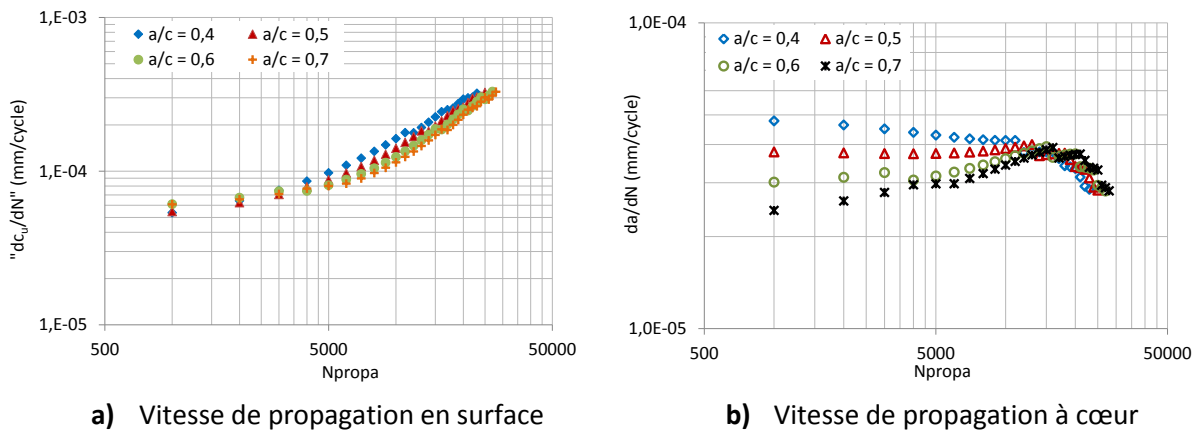 1,E-03
a/c = 0,4
a/c = 0,5
a/c = 0,6
a/c = 0,7
"dcu/dN" (mm/cycle)
1,E-04
1,E-05
500
5000
50000
Npropa
a) Vitesse de propagation en surface
1,0E-04
a/c = 0,4
a/c = 0,5
a/c = 0,6
a/c = 0,7
da/dN (mm/cycle)
1,0E-05
500
5000
50000
Npropa
b) Vitesse de propagation à cœur